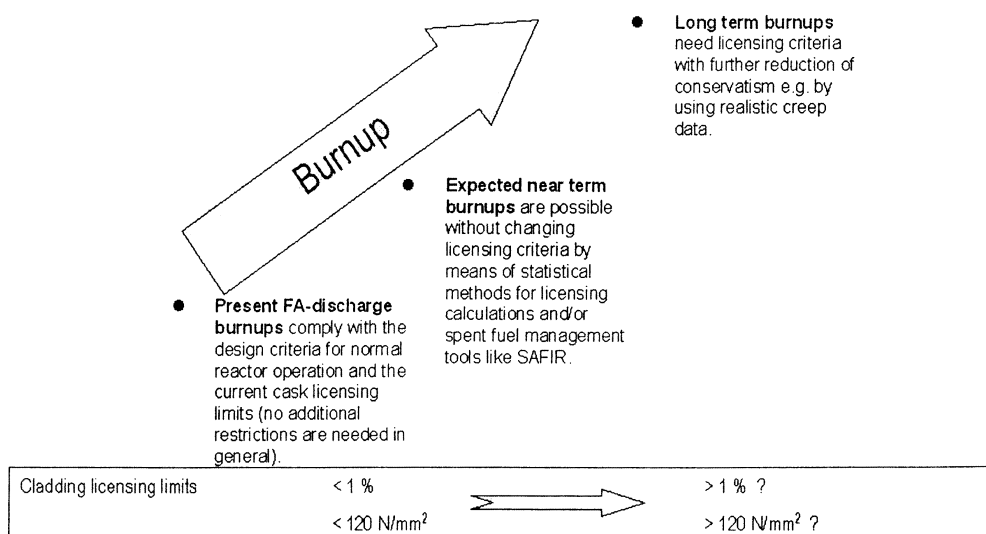 Burnup
● Long term burnups
need licensing criteria
with further reduction of
conservatism e.g. by
using realistic creep
data.
● Expected near term
burnups are possible
without changing
licensing criteria by
means of statistical
methods for licensing
calculations and/or
spent fuel management
tools like SAFIR.
● Present FA-discharge
burnups comply with the
design criteria for normal
reactor operation and the
current cask licensing
limits (no additional
restrictions are needed in
general).
Cladding licensing limits < 1 % > 1 % ?
< 120 N/mm² > 120 N/mm² ?